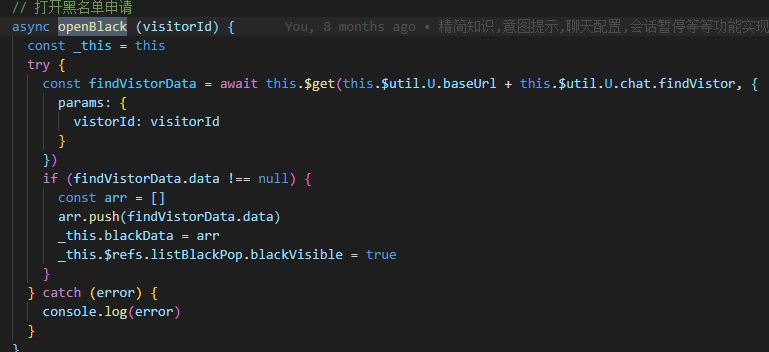 // 打开黑名单申请
async openBlack (visitorId) {    You, 8 months ago • 精简知识,意图提示,聊天配置,会话暂停等等功能实现
  const _this = this
  try {
    const findVistorData = await this.$get(this.$util.U.baseUrl + this.$util.U.chat.findVistor, {
      params: {
        vistorId: visitorId
      }
    })
    if (findVistorData.data !== null) {
      const arr = []
      arr.push(findVistorData.data)
      _this.blackData = arr
      _this.$refs.listBlackPop.blackVisible = true
    }
  } catch (error) {
    console.log(error)
  }
}